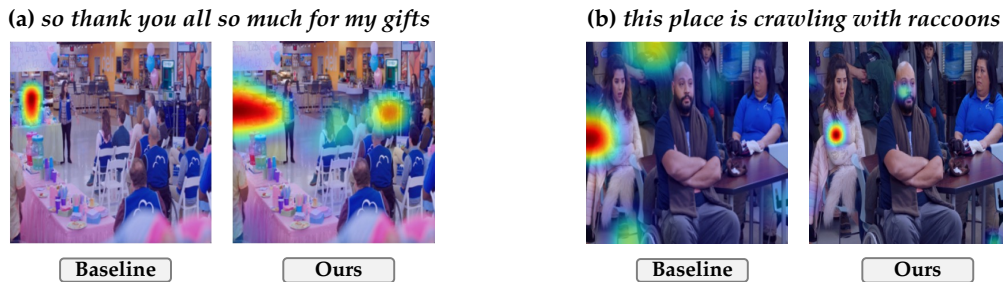 (a) so thank you all so much for my gifts
(b) this place is crawling with raccoons
Baseline
Ours
Baseline
Ours